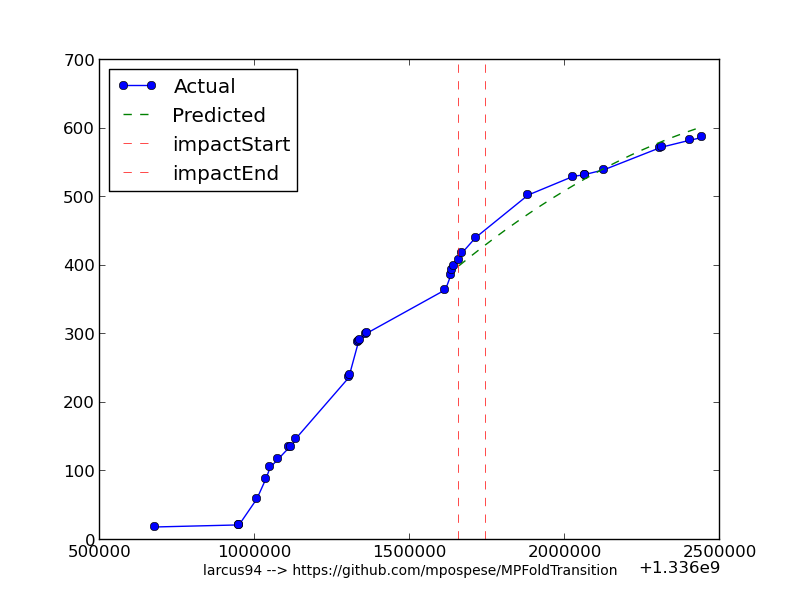 700
600
500
400
300
200
100
0
Actual
Predicted
impactStart
impactEnd
500000 1000000 1500000 2000000 2500000
larcus94 --> https://github.com/mpospese/MPFoldTransition
+1.336e9